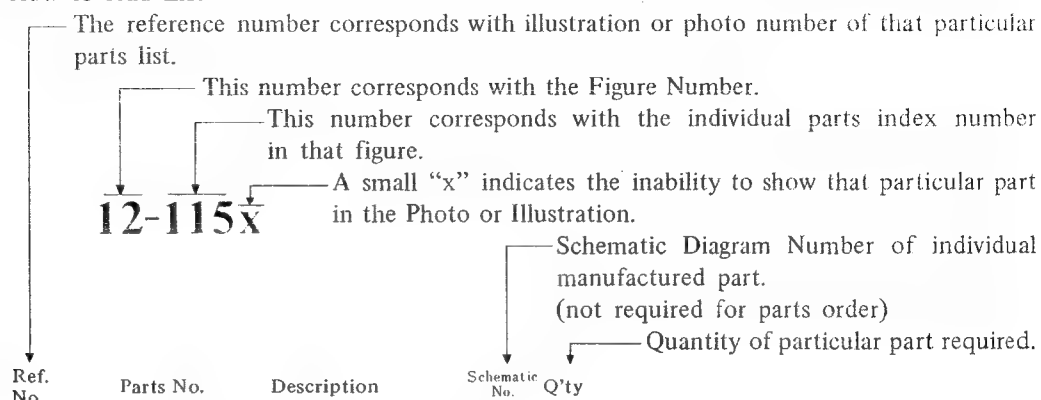 The reference number corresponds with illustration or photo number of that particular
parts list.
This number corresponds with the Figure Number.
This number corresponds with the individual parts index number
in that figure.
A small “x” indicates the inability to show that particular part
in the Photo or Illustration.
12-115x
Schematic Diagram Number of individual
manufactured part.
(not required for parts order)
Quantity of particular part required.
Ref. No. Parts No. Description Schematic No. Q'ty